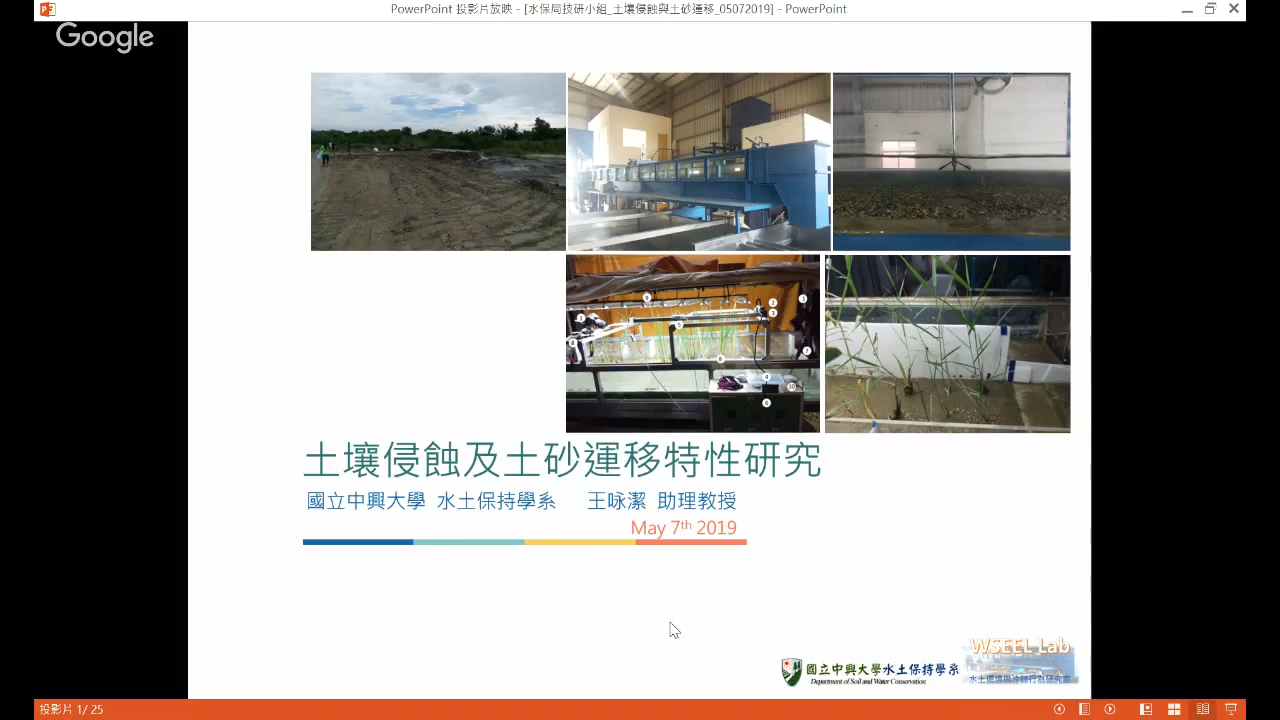 PowerPoint 投影片放映 - [水保局技研小組_土壤侵蝕與土砂運移_05072019] - PowerPoint
Google
土壤侵蝕及土砂運移特性研究
國立中興大學 水土保持學系 王咏潔 助理教授
May 7th 2019
WSEEL Lab
國立中興大學水土保持學系
Department of Soil and Water Conservation
投影片 1/ 25